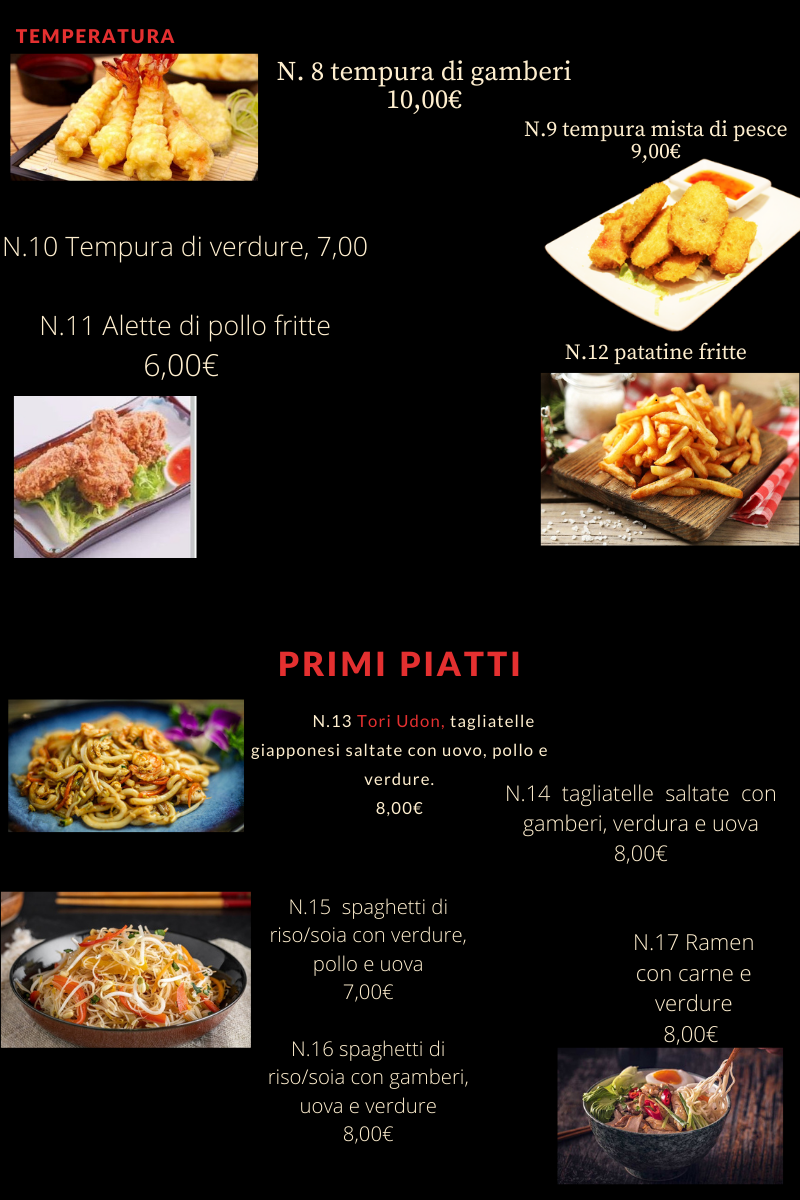 TEMPERATURA
N. 8 tempura di gamberi
10,00€
N.9 tempura mista di pesce
9,00€
N.10 Tempura di verdure, 7,00
N.11 Alette di pollo fritte
6,00€
N.12 patatine fritte
PRIMI PIATTI
N.13 Tori Udon, tagliatelle
giapponesi saltate con uovo, pollo e
verdure.
8,00€
N.14 tagliatelle saltate con
gamberi, verdura e uova
8,00€
N.15 spaghetti di
riso/soia con verdure,
pollo e uova
7,00€
N.16 spaghetti di
riso/soia con gamberi,
uova e verdure
8,00€
N.17 Ramen
con carne e
verdure
8,00€